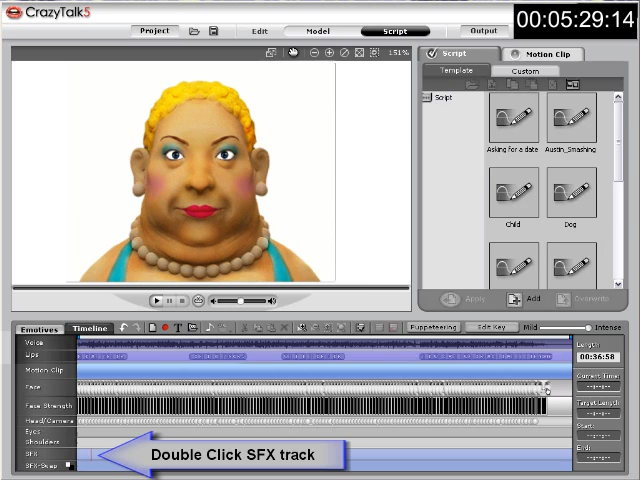 CrazyTalk5
00:05:29:14
Project
Edit
Model
Script
Output
151%
Script
Motion Clip
Template
Custom
Script
Asking for a date
Austin_Smashing
Child
Dog
Apply
Add
Overwrite
Emotives
Timeline
Puppeteering
Edit Key
Mild
Intense
Voice
Lips
Motion Clip
Face
Face Strength
Head/Camera
Eyes
Shoulders
SFX
SFX-Swap
Double Click SFX track
Length:
00:36:58
Current Time:
--:--:--
Target Length:
--:--:--
Start:
--:--:--
End:
--:--:--